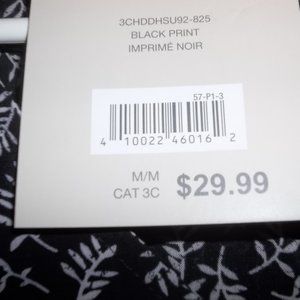 3CHDDHSU92-825
BLACK PRINT
IMPRIMÉ NOIR
57-P1-3
4 10022 46016 2
M/M
CAT 3C $29.99